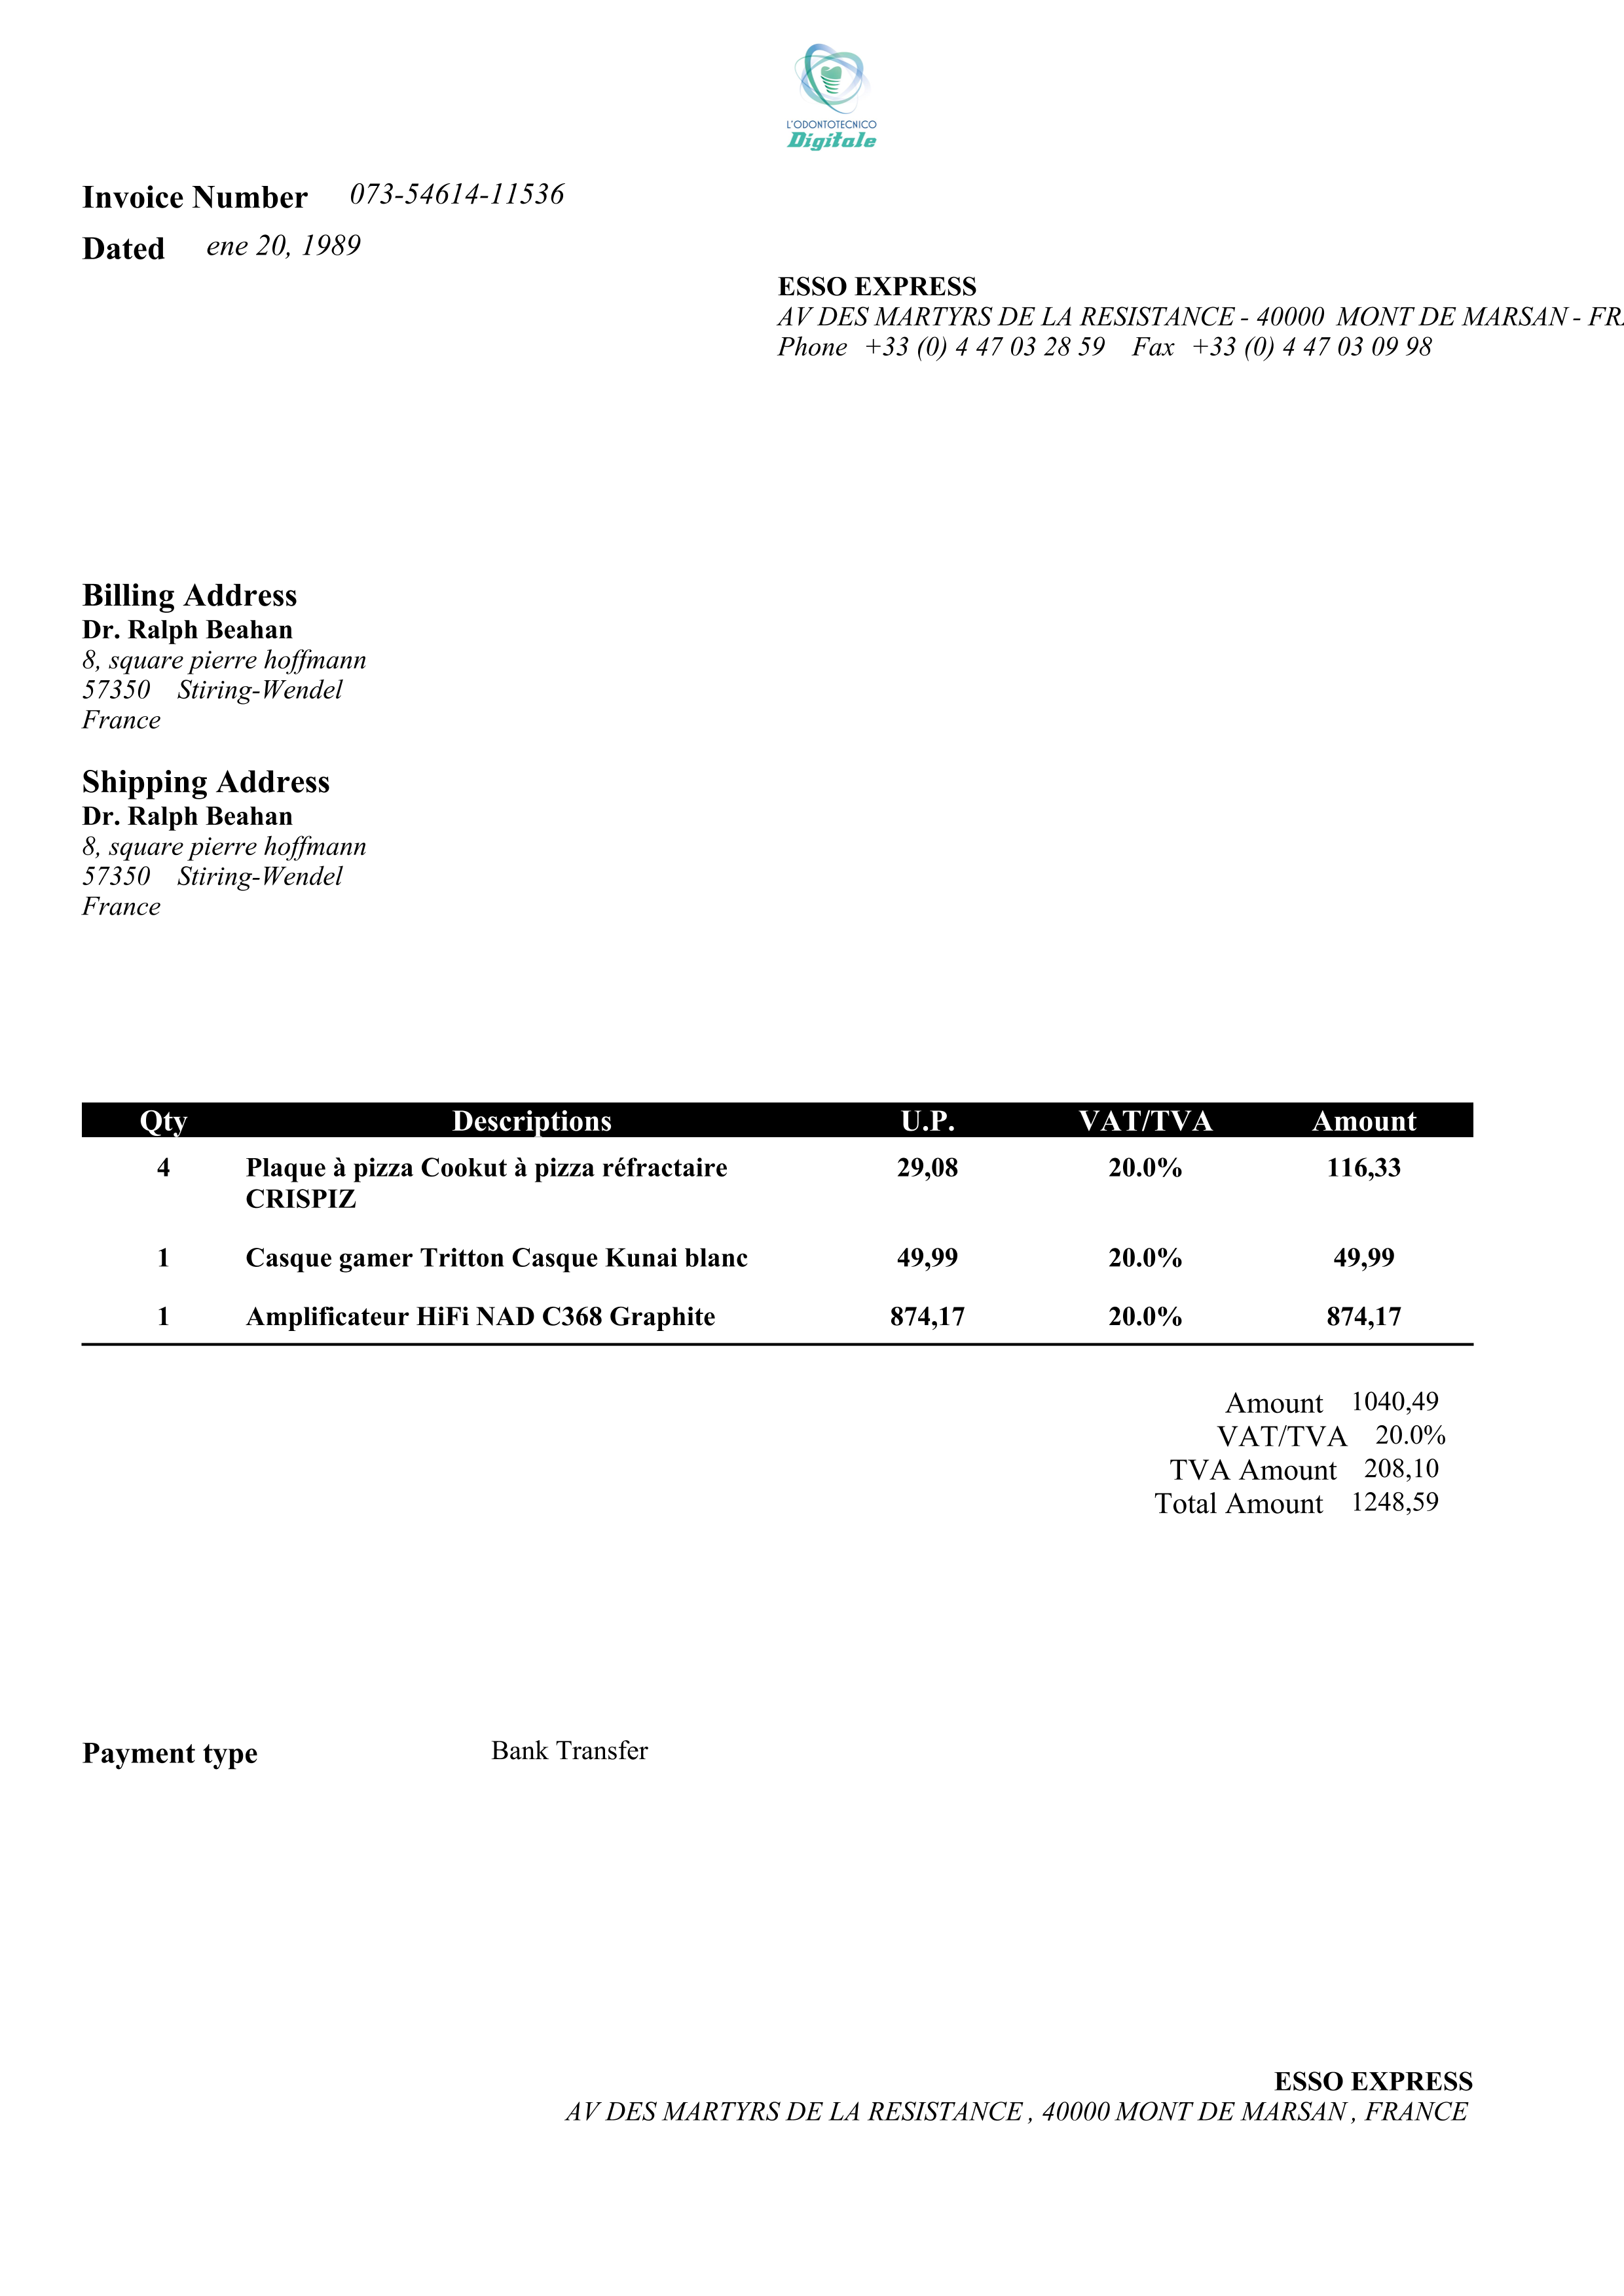 L'ODONTOTECNICO
Digitale
Invoice Number 073-54614-11536
Dated ene 20, 1989
ESSO EXPRESS
AV DES MARTYRS DE LA RESISTANCE - 40000 MONT DE MARSAN - FRA
Phone +33 (0) 4 47 03 28 59 Fax +33 (0) 4 47 03 09 98
Billing Address
Dr. Ralph Beahan
8, square pierre hoffmann
57350 Stiring-Wendel
France
Shipping Address
Dr. Ralph Beahan
8, square pierre hoffmann
57350 Stiring-Wendel
France
Qty Descriptions U.P. VAT/TVA Amount
4 Plaque à pizza Cookut à pizza réfractaire 29,08 20.0% 116,33
CRISPIZ
1 Casque gamer Tritton Casque Kunai blanc 49,99 20.0% 49,99
1 Amplificateur HiFi NAD C368 Graphite 874,17 20.0% 874,17
Amount 1040,49
VAT/TVA 20.0%
TVA Amount 208,10
Total Amount 1248,59
Payment type Bank Transfer
ESSO EXPRESS
AV DES MARTYRS DE LA RESISTANCE , 40000 MONT DE MARSAN , FRANCE